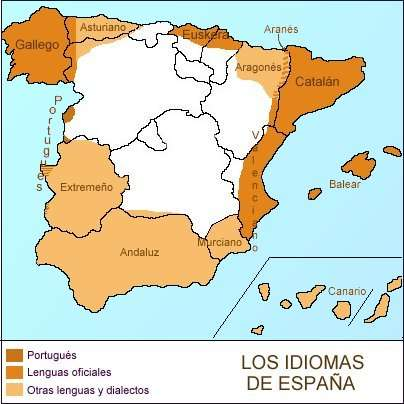 Gallego
Asturiano
Euskera
Aranés
Aragonés
Catalán
Portugués
Valenciano
Balear
Extremeño
Andaluz
Murciano
Canario
Portugués
Lenguas oficiales
Otras lenguas y dialectos
LOS IDIOMAS
DE ESPAÑA